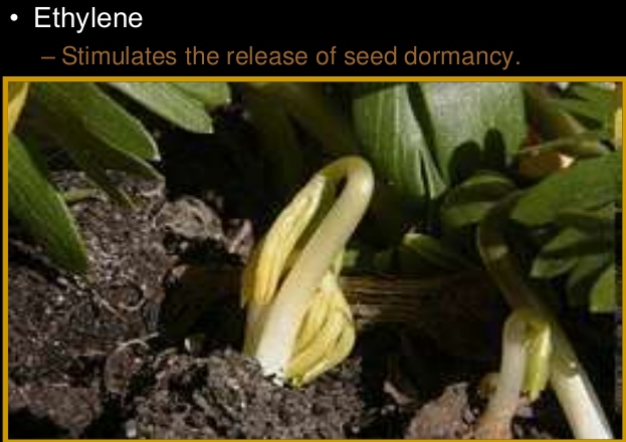 • Ethylene
– Stimulates the release of seed dormancy.